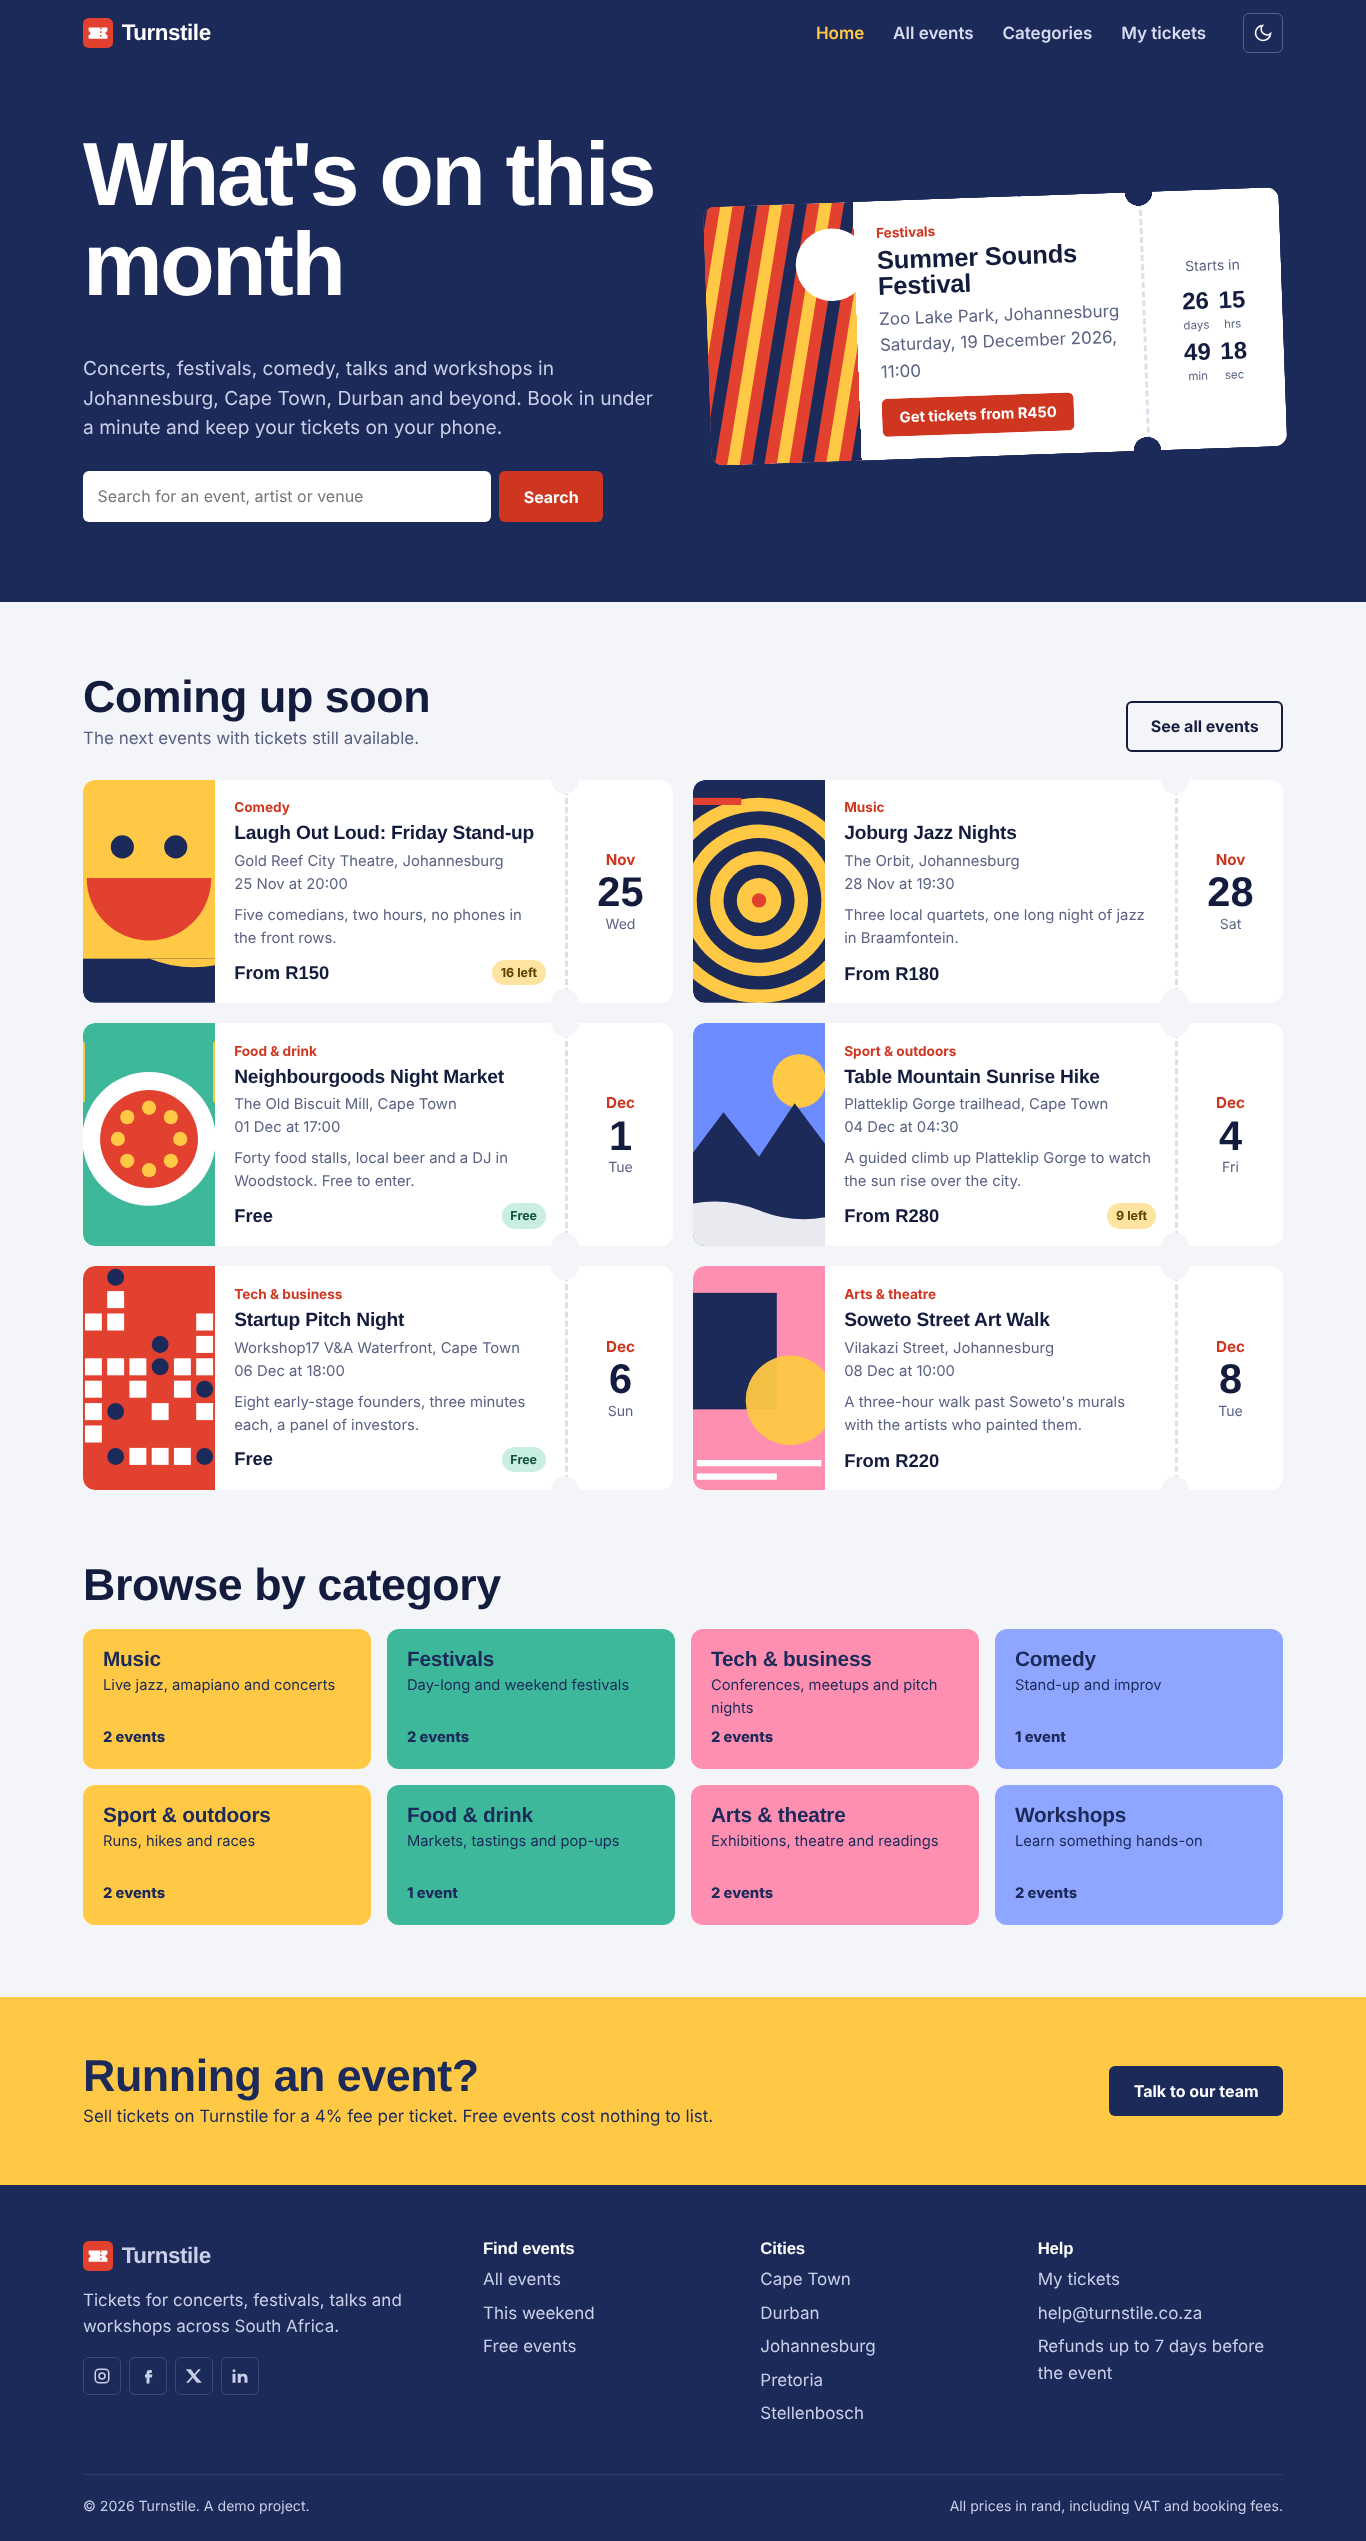 Turnstile
Home
All events
Categories
My tickets
What's on this
month
Concerts, festivals, comedy, talks and workshops in
Johannesburg, Cape Town, Durban and beyond. Book in under
a minute and keep your tickets on your phone.
Search for an event, artist or venue
Search
Festivals
Summer Sounds
Festival
Zoo Lake Park, Johannesburg
Saturday, 19 December 2026,
11:00
Get tickets from R450
Starts in
26 15
days hrs
49 18
min sec
Coming up soon
The next events with tickets still available.
See all events
Comedy
Laugh Out Loud: Friday Stand-up
Gold Reef City Theatre, Johannesburg
25 Nov at 20:00
Five comedians, two hours, no phones in
the front rows.
From R150
16 left
Nov
25
Wed
Music
Joburg Jazz Nights
The Orbit, Johannesburg
28 Nov at 19:30
Three local quartets, one long night of jazz
in Braamfontein.
From R180
Nov
28
Sat
Food & drink
Neighbourgoods Night Market
The Old Biscuit Mill, Cape Town
01 Dec at 17:00
Forty food stalls, local beer and a DJ in
Woodstock. Free to enter.
Free
Free
Dec
1
Tue
Sport & outdoors
Table Mountain Sunrise Hike
Platteklip Gorge trailhead, Cape Town
04 Dec at 04:30
A guided climb up Platteklip Gorge to watch
the sun rise over the city.
From R280
9 left
Dec
4
Fri
Tech & business
Startup Pitch Night
Workshop17 V&A Waterfront, Cape Town
06 Dec at 18:00
Eight early-stage founders, three minutes
each, a panel of investors.
Free
Free
Dec
6
Sun
Arts & theatre
Soweto Street Art Walk
Vilakazi Street, Johannesburg
08 Dec at 10:00
A three-hour walk past Soweto's murals
with the artists who painted them.
From R220
Dec
8
Tue
Browse by category
Music
Live jazz, amapiano and concerts
2 events
Festivals
Day-long and weekend festivals
2 events
Tech & business
Conferences, meetups and pitch
nights
2 events
Comedy
Stand-up and improv
1 event
Sport & outdoors
Runs, hikes and races
2 events
Food & drink
Markets, tastings and pop-ups
1 event
Arts & theatre
Exhibitions, theatre and readings
2 events
Workshops
Learn something hands-on
2 events
Running an event?
Sell tickets on Turnstile for a 4% fee per ticket. Free events cost nothing to list.
Talk to our team
Turnstile
Tickets for concerts, festivals, talks and
workshops across South Africa.
Find events
All events
This weekend
Free events
Cities
Cape Town
Durban
Johannesburg
Pretoria
Stellenbosch
Help
My tickets
help@turnstile.co.za
Refunds up to 7 days before
the event
© 2026 Turnstile. A demo project.
All prices in rand, including VAT and booking fees.